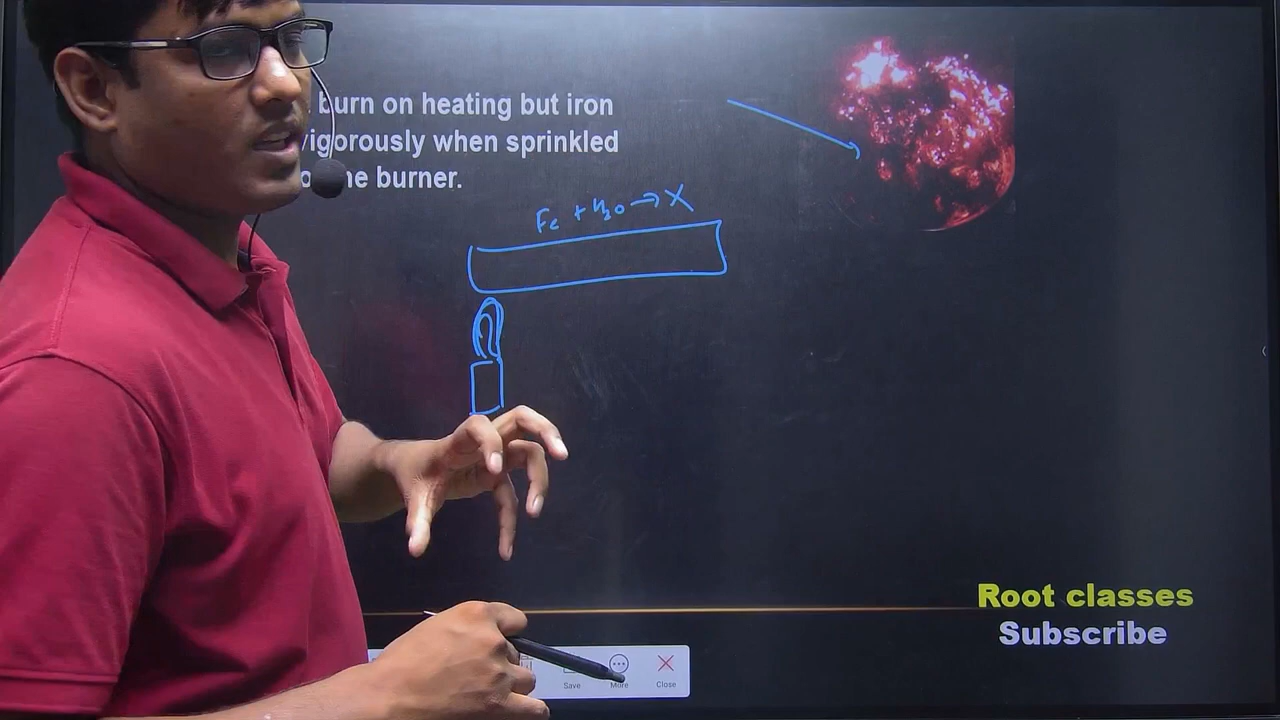 burn on heating but iron
vigorously when sprinkled
burner.
Fe + H₂O → X
Root classes
Subscribe
Save
More
Close